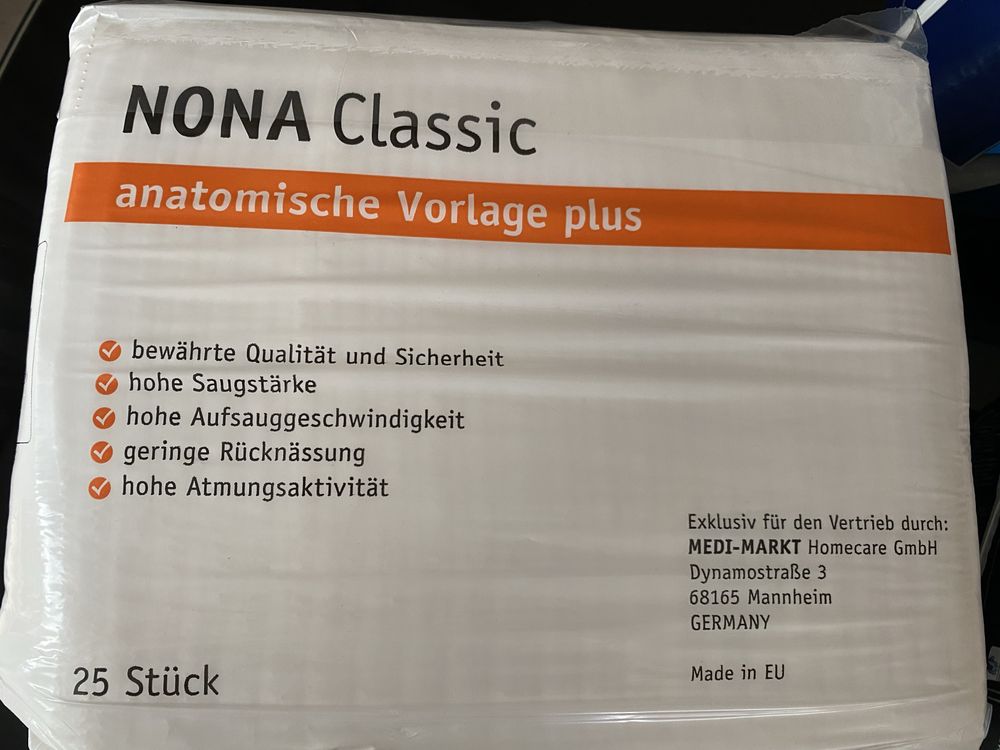 NONA Classic
anatomische Vorlage plus
bewährte Qualität und Sicherheit
hohe Saugstärke
hohe Aufsauggeschwindigkeit
geringe Rücknässung
hohe Atmungsaktivität
Exklusiv für den Vertrieb durch:
MEDI-MARKT Homecare GmbH
Dynamostraße 3
68165 Mannheim
GERMANY
Made in EU
25 Stück